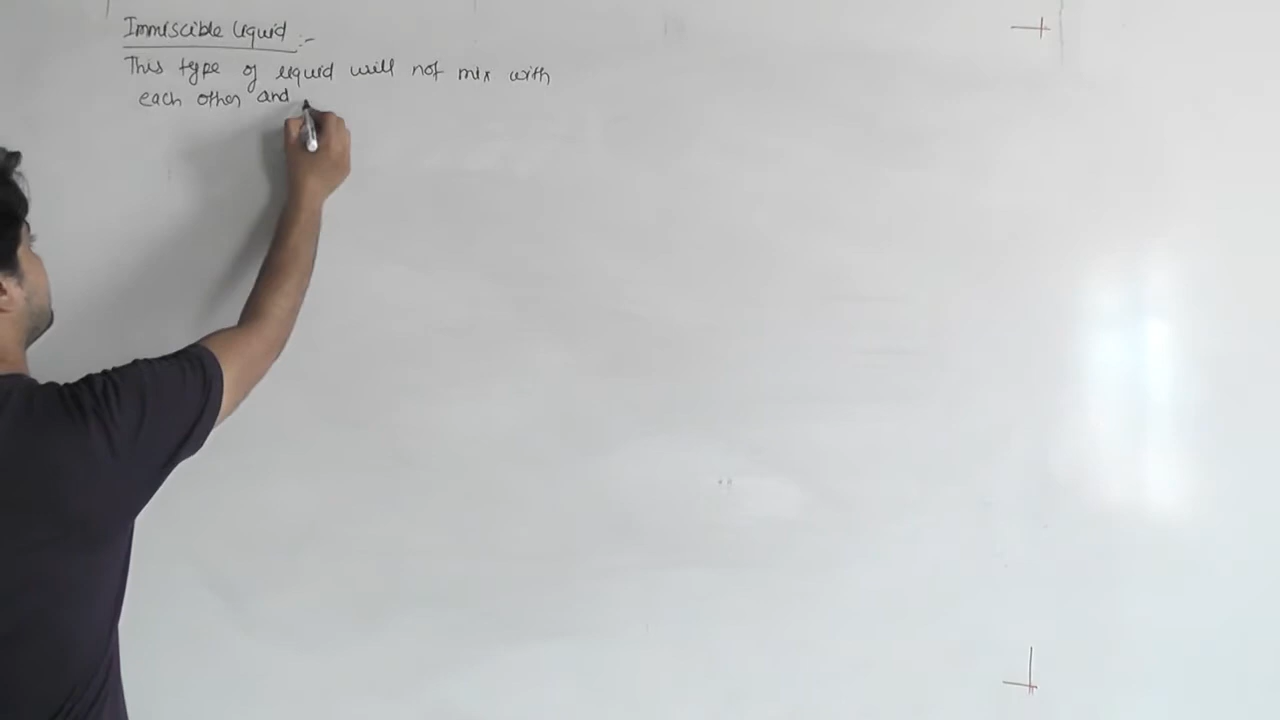 Immiscible liquid :-
This type of liquid will not mix with
each other and